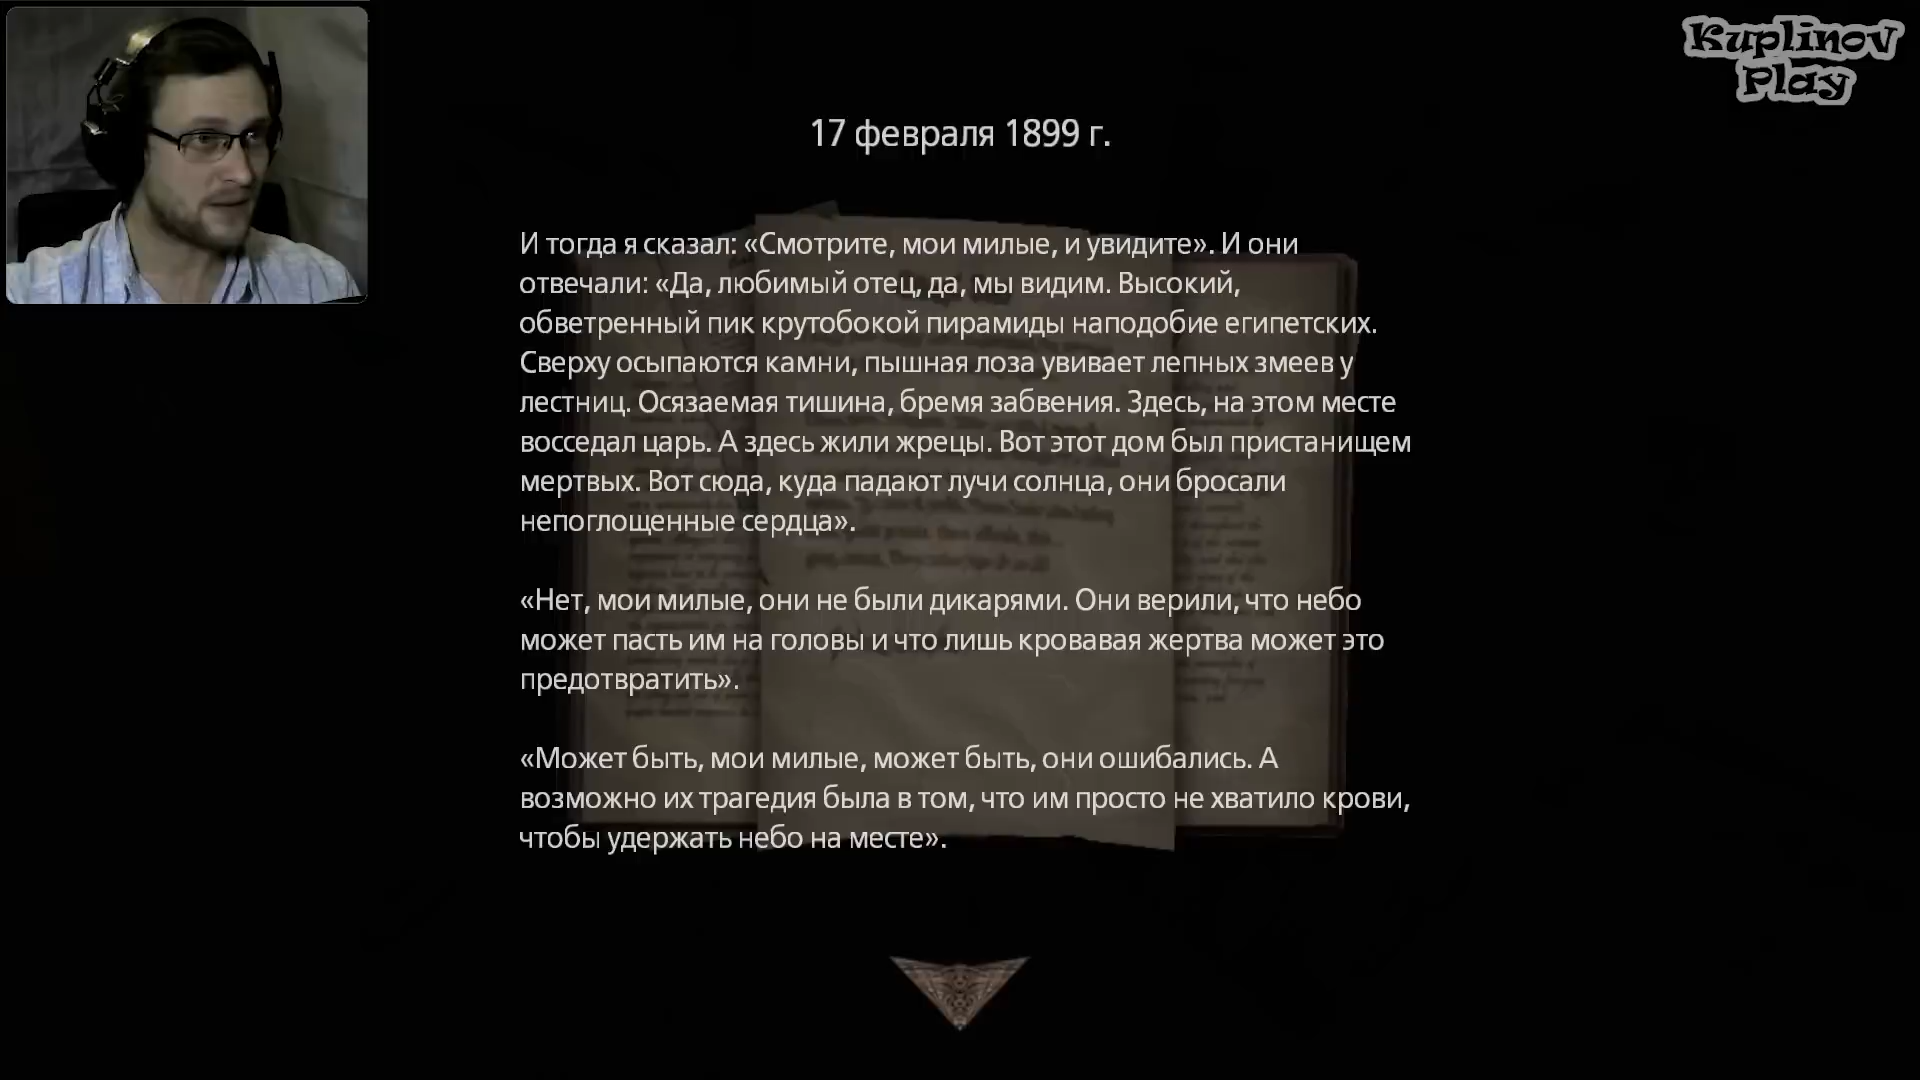 Kuplinov
Play
17 февраля 1899 г.
И тогда я сказал: «Смотрите, мои милые, и увидите». И они
отвечали: «Да, любимый отец, да, мы видим. Высокий,
обветренный пик крутобокой пирамиды наподобие египетских.
Сверху осыпаются камни, пышная лоза увивает лепных змеев у
лестниц. Осязаемая тишина, бремя забвения. Здесь, на этом месте
восседал царь. А здесь жили жрецы. Вот этот дом был пристанищем
мертвых. Вот сюда, куда падают лучи солнца, они бросали
непоглощенные сердца».
«Нет, мои милые, они не были дикарями. Они верили, что небо
может пасть им на головы и что лишь кровавая жертва может это
предотвратить».
«Может быть, мои милые, может быть, они ошибались. А
возможно их трагедия была в том, что им просто не хватило крови,
чтобы удержать небо на месте».